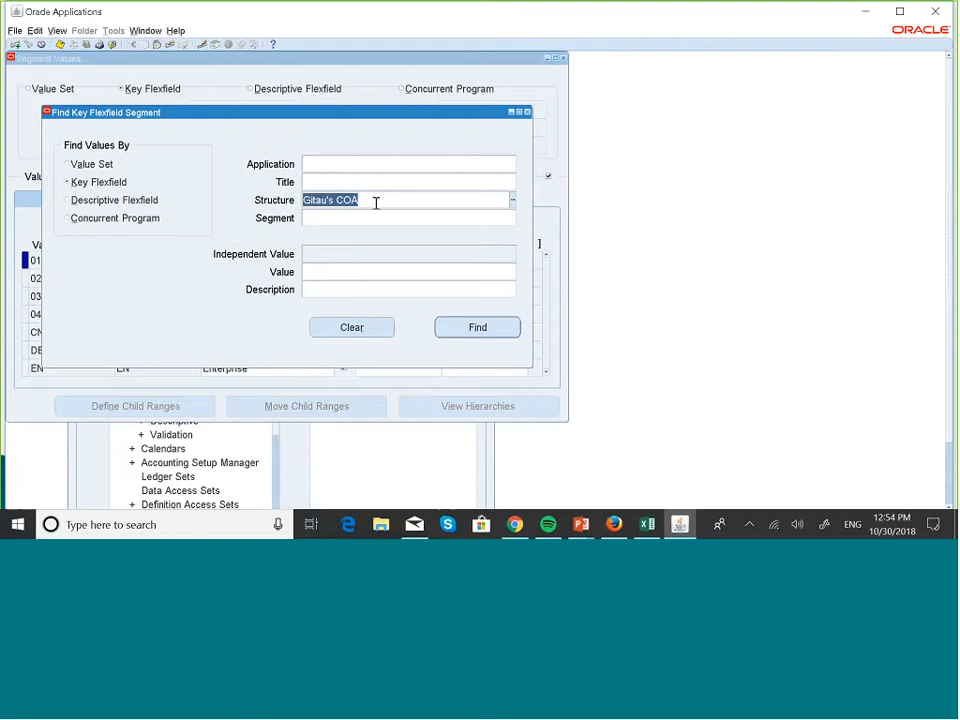 Oracle Applications
File Edit View Folder Tools Window Help
ORACLE
?
Segment Values
Value Set Key Flexfield Descriptive Flexfield Concurrent Program
Find Key Flexfield Segment
Find Values By
Value Set
Key Flexfield
Descriptive Flexfield
Concurrent Program
Application
Title
Structure Gitau's COA
Segment
Independent Value
Value
Description
Clear Find
01
02
03
04
EN EN Enterprise
]
Define Child Ranges Move Child Ranges View Hierarchies
+ Validation
+ Calendars
+ Accounting Setup Manager
Ledger Sets
Data Access Sets
+ Definition Access Sets
Type here to search
ENG
12:54 PM
10/30/2018